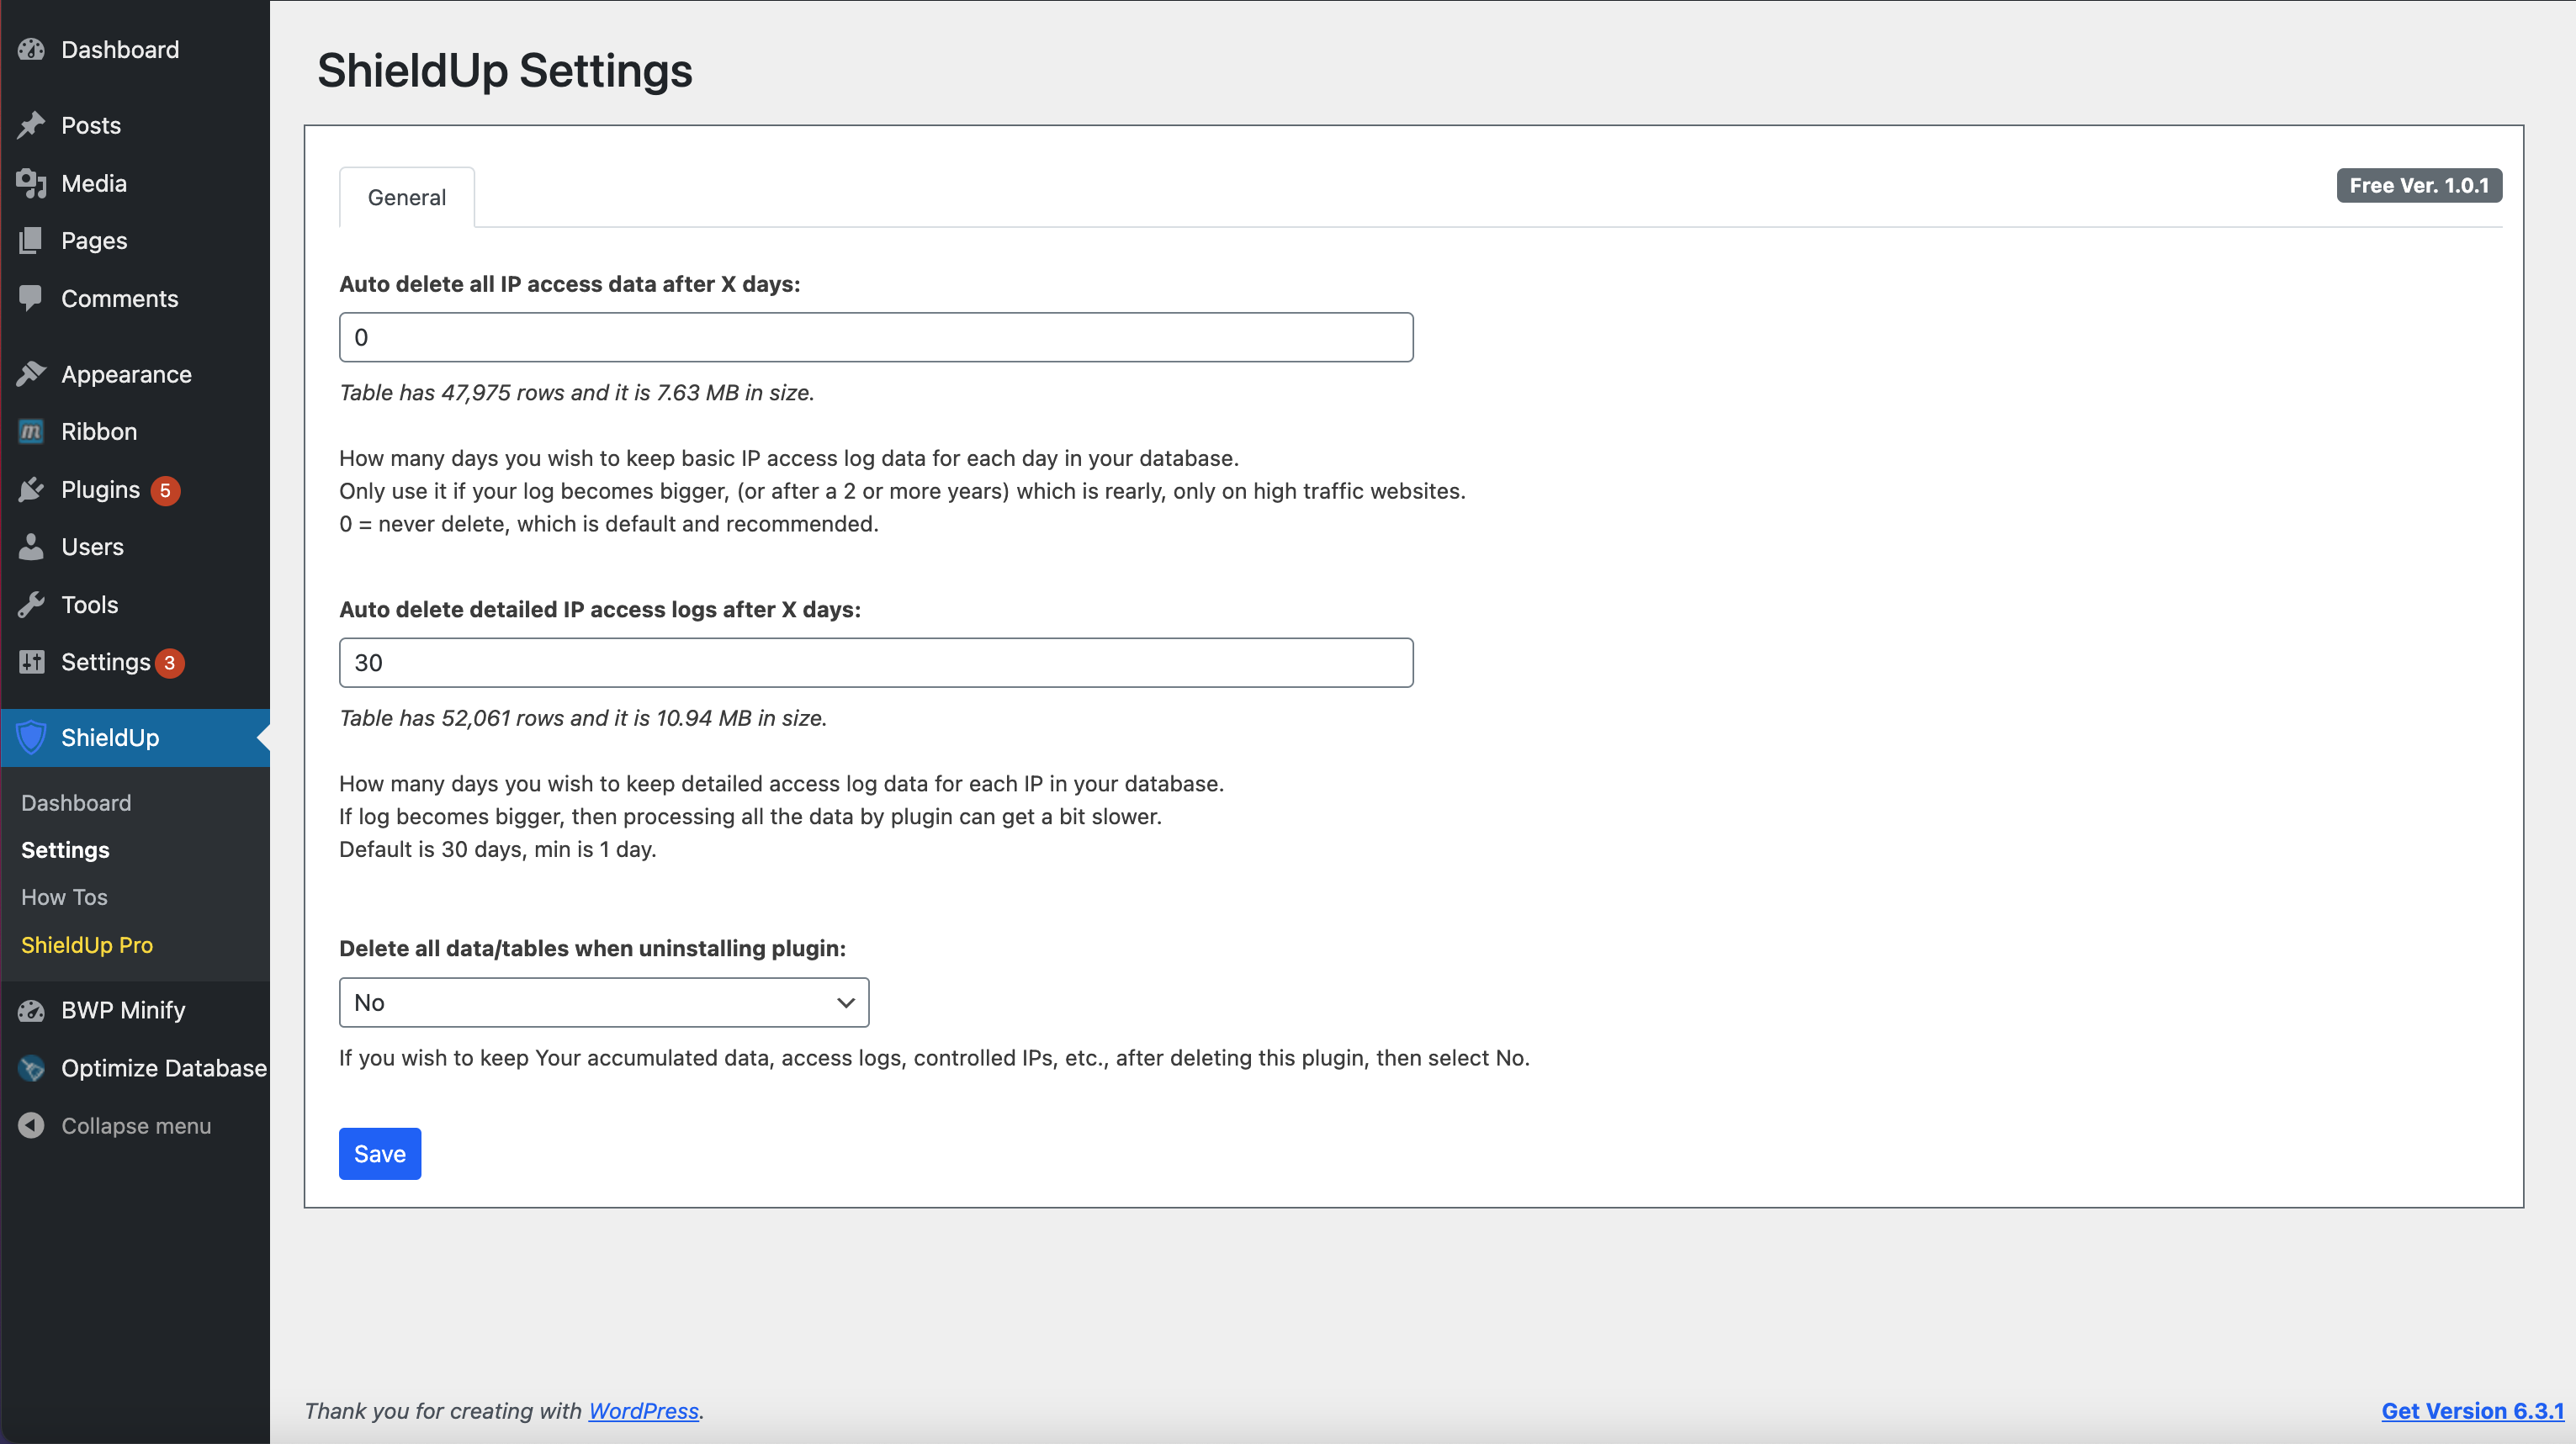 Dashboard
Posts
Media
Pages
Comments
Appearance
Ribbon
Plugins 5
Users
Tools
Settings 3
ShieldUp
Dashboard
Settings
How Tos
ShieldUp Pro
BWP Minify
Optimize Database
Collapse menu
ShieldUp Settings
General
Free Ver. 1.0.1
Auto delete all IP access data after X days:
0
Table has 47,975 rows and it is 7.63 MB in size.
How many days you wish to keep basic IP access log data for each day in your database.
Only use it if your log becomes bigger, (or after a 2 or more years) which is rearly, only on high traffic websites.
0 = never delete, which is default and recommended.
Auto delete detailed IP access logs after X days:
30
Table has 52,061 rows and it is 10.94 MB in size.
How many days you wish to keep detailed access log data for each IP in your database.
If log becomes bigger, then processing all the data by plugin can get a bit slower.
Default is 30 days, min is 1 day.
Delete all data/tables when uninstalling plugin:
No
If you wish to keep Your accumulated data, access logs, controlled IPs, etc., after deleting this plugin, then select No.
Save
Thank you for creating with WordPress.
Get Version 6.3.1